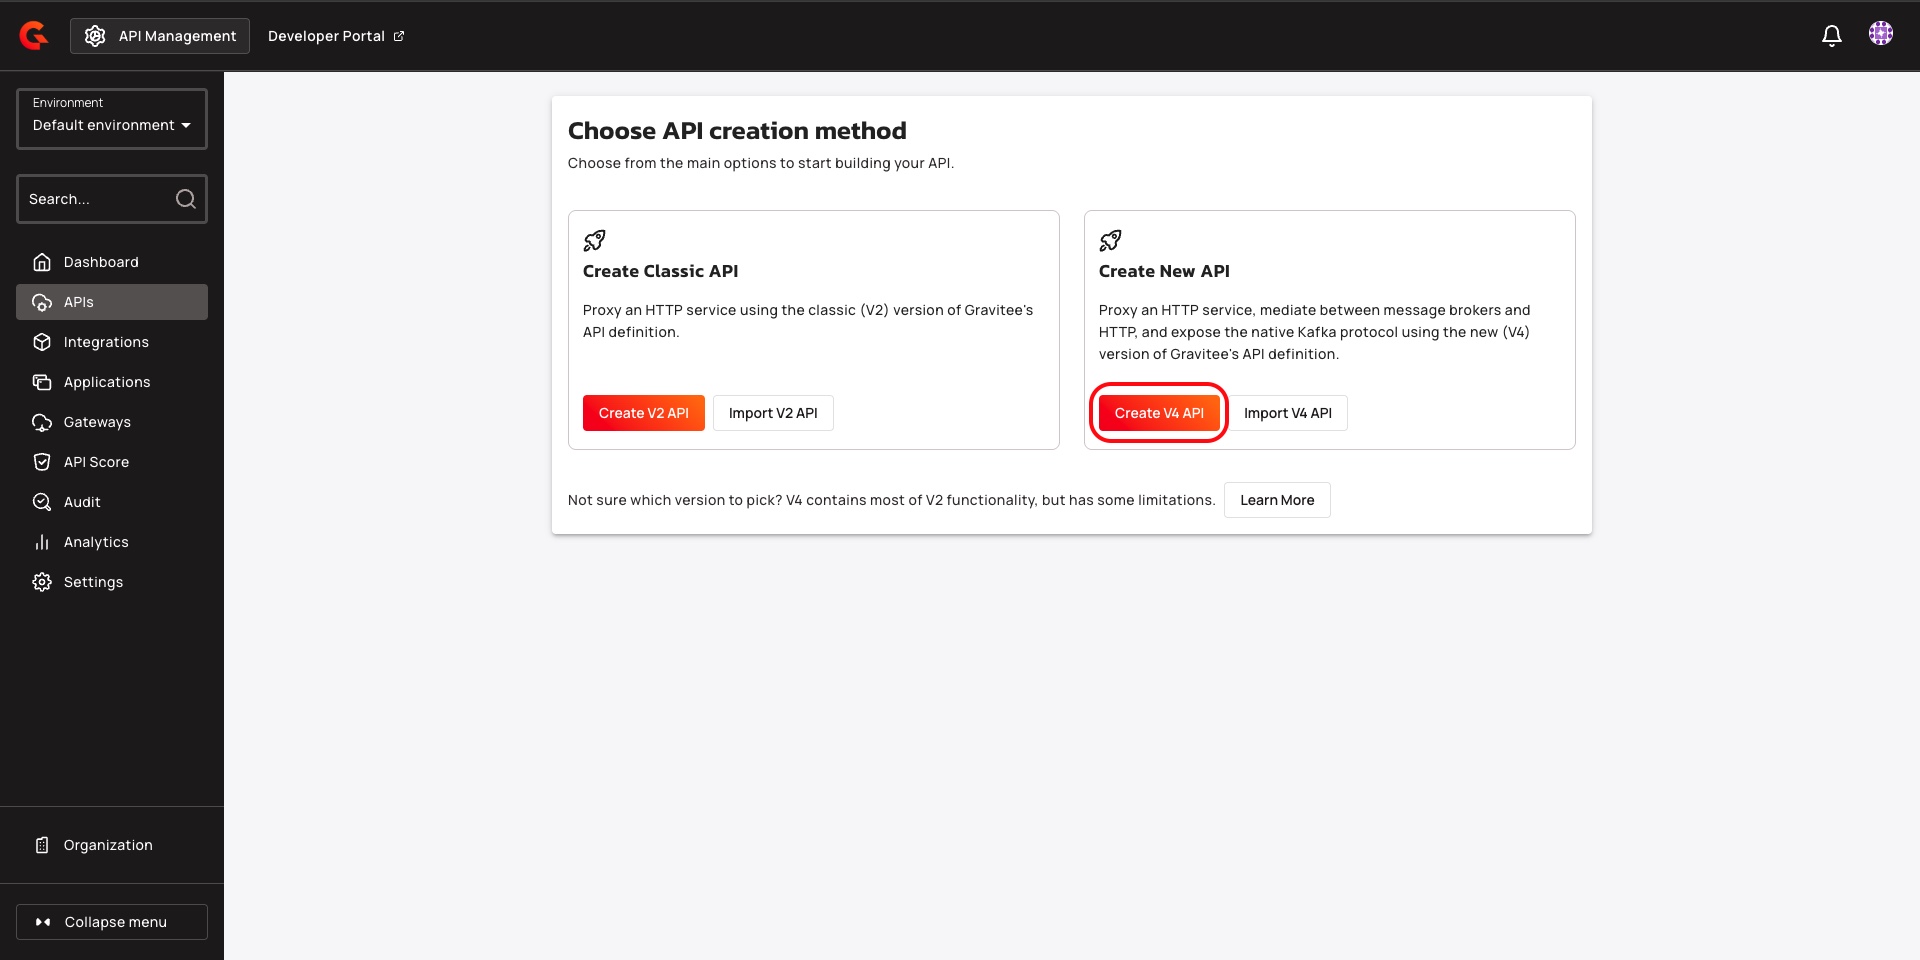 API Management
Developer Portal
Environment
Default environment
Search...
Dashboard
APIs
Integrations
Applications
Gateways
API Score
Audit
Analytics
Settings
Organization
Collapse menu
Choose API creation method
Choose from the main options to start building your API.
Create Classic API
Proxy an HTTP service using the classic (V2) version of Gravitee's
API definition.
Create V2 API
Import V2 API
Create New API
Proxy an HTTP service, mediate between message brokers and
HTTP, and expose the native Kafka protocol using the new (V4)
version of Gravitee's API definition.
Create V4 API
Import V4 API
Not sure which version to pick? V4 contains most of V2 functionality, but has some limitations.
Learn More